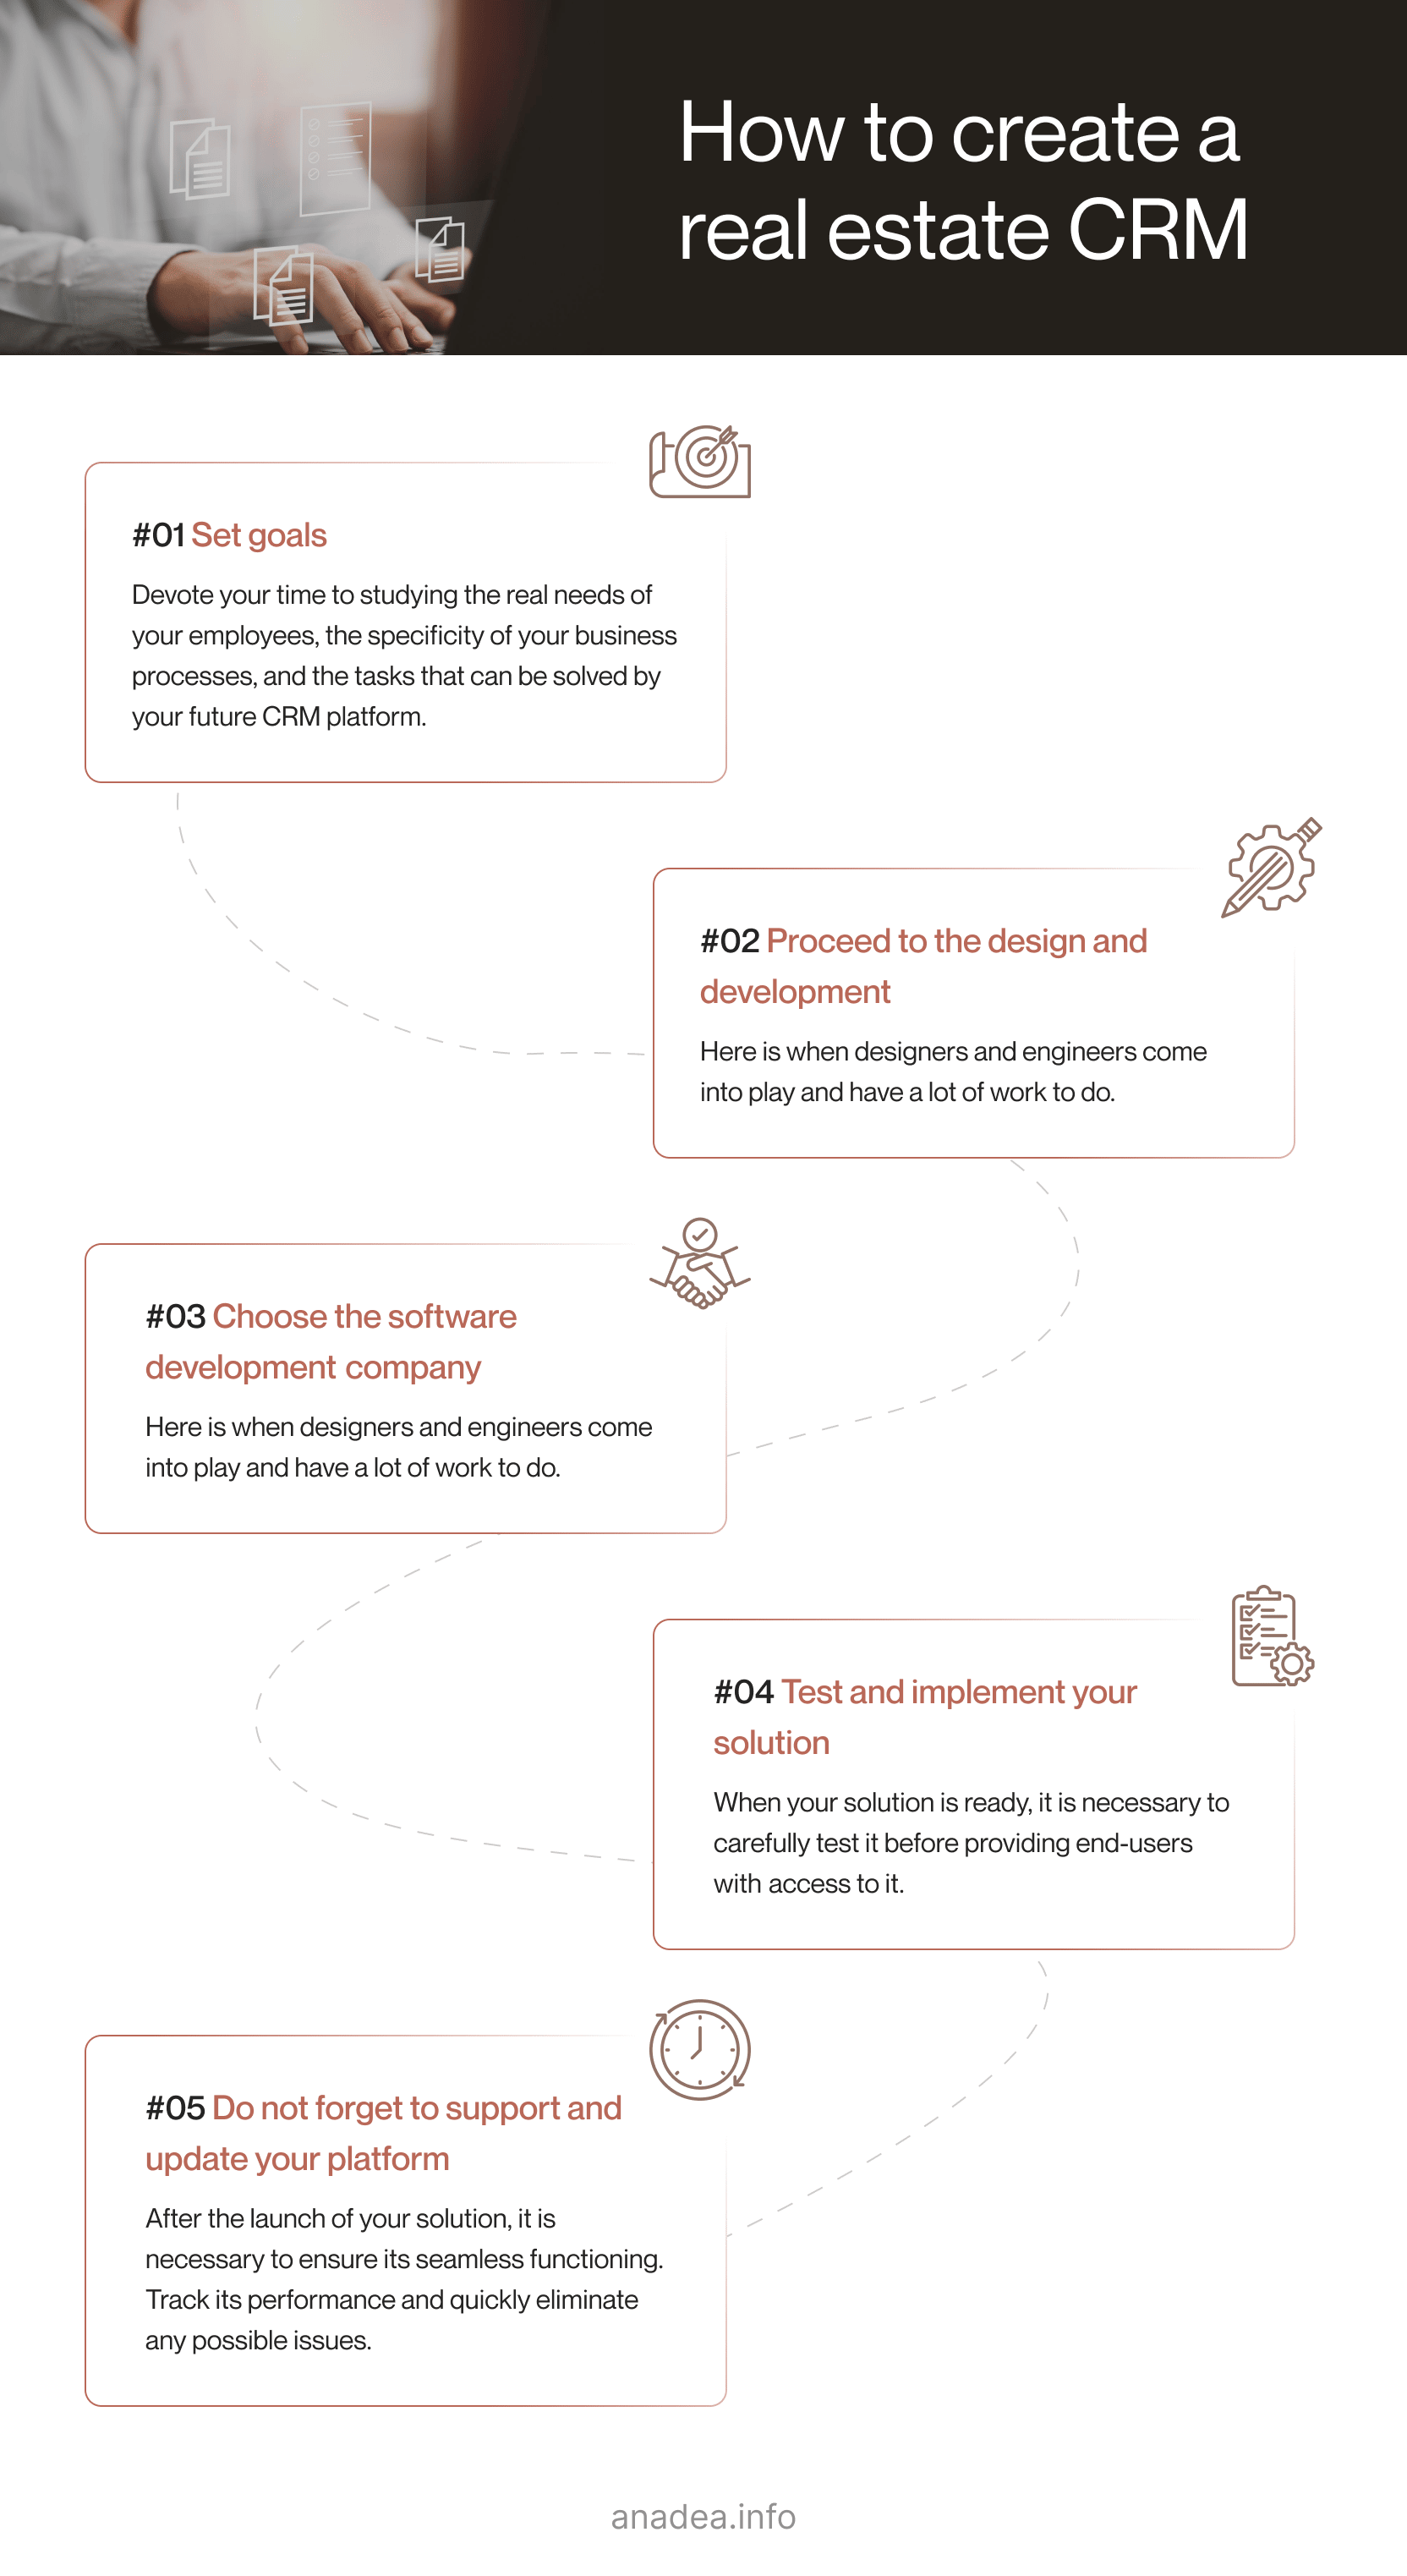 How to create a
real estate CRM
#01 Set goals
Devote your time to studying the real needs of
your employees, the specificity of your business
processes, and the tasks that can be solved by
your future CRM platform.
#02 Proceed to the design and
development
Here is when designers and engineers come
into play and have a lot of work to do.
#03 Choose the software
development company
Here is when designers and engineers come
into play and have a lot of work to do.
#04 Test and implement your
solution
When your solution is ready, it is necessary to
carefully test it before providing end-users
with access to it.
#05 Do not forget to support and
update your platform
After the launch of your solution, it is
necessary to ensure its seamless functioning.
Track its performance and quickly eliminate
any possible issues.
anadea.info